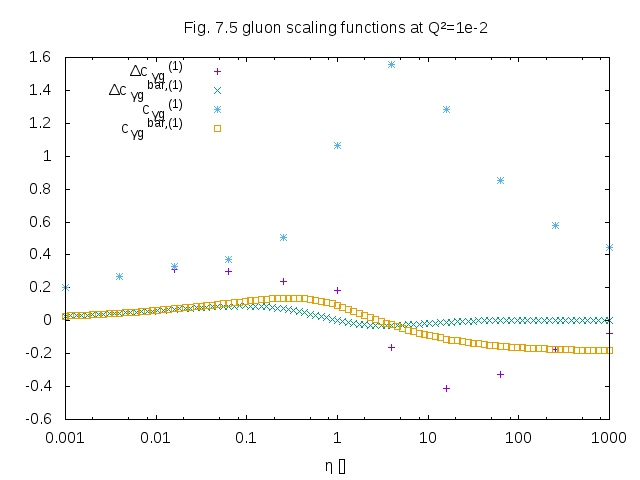 Fig. 7.5 gluon scaling functions at Q²=1e-2
1.6
1.4
1.2
1
0.8
0.6
0.4
0.2
0
-0.2
-0.4
-0.6
Δc γg (1)
Δc γg bar,(1)
c γg (1)
c γg bar,(1)
0.001 0.01 0.1 1 10 100 1000
η []